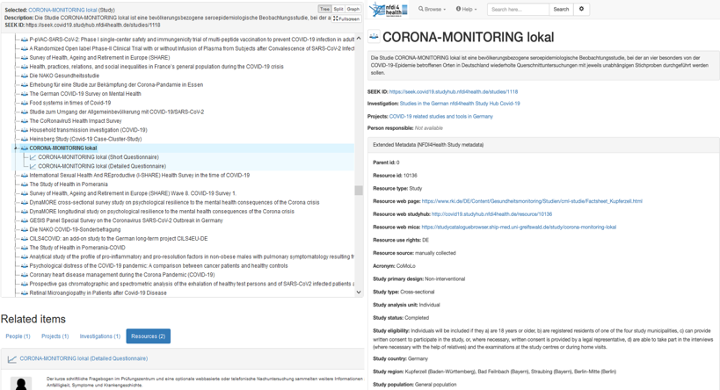 Selected: CORONA-MONITORING lokal (Study)
Tree Split Graph
Description: Die Studie CORONA-MONITORING lokal ist eine bevölkerungsbezogene seroepidemiologische Beobachtungsstudie, bei der a
Fullscreen
SEEK ID: https://seek.covid19.studyhub.nfdi4health.de/studies/1118
P-pVAC-SARS-CoV-2: Phase I single-center safety and immunogenicity trial of multi-peptide vaccination to prevent COVID-19 infection in adult
A Randomized Open label Phase-II Clinical Trial with or without Infusion of Plasma from Subjects after Convalescence of SARS-CoV-2 Infect
Survey of Health, Ageing and Retirement in Europe (SHARE)
Health, practices, relations, and social inequalities in France's general population during the COVID-19 crisis
Die NAKO Gesundheitsstudie
Erhebung für eine Studie zur Bekämpfung der Corona-Pandemie in Essen
The German COVID-19 Survey on Mental Health
Food systems in times of Covid-19
Studie zum Umgang der Allgemeinbevölkerung mit COVID-19/SARS-CoV-2
The CoRonavirus Health Impact Survey
Household transmission investigation (COVID-19)
Heinsberg Study (Covid-19 Case-Cluster-Study)
CORONA-MONITORING lokal
CORONA-MONITORING lokal (Short Questionnaire)
CORONA-MONITORING lokal (Detailed Questionnaire)
International Sexual Health And REproductive (I-SHARE) Health Survey in the time of COVID-19
The Study of Health in Pomerania
Survey of Health, Ageing and Retirement in Europe (SHARE) Wave 8. COVID-19 Survey 1.
DynaMORE cross-sectional survey study on psychological resilience to the mental health consequences of the Corona crisis
DynaMORE longitudinal study on psychological resilience to the mental health consequences of the Corona crisis
GESIS Panel Special Survey on the Coronavirus SARS-CoV-2 Outbreak in Germany
Die NAKO COVID-19-Sonderbefragung
CILS4COVID: an add-on study to the German long-term project CILS4EU-DE
The Study of Health in Pomerania-COVID
Analytical study of the profile of pro-inflammatory and pro-resolution factors in non-obese males with pulmonary symptomatology resulting fr
Psychological distress of the COVID-19 pandemic: A comparison between cancer patients and healthy controls
Coronary heart disease management during the Corona Pandemic (COVID-19)
Prospective gas chromatographic and spectrometric analysis of the exhalation of healthy test persons and of SARS-CoV-2 infected patients a
Retinal Microangiopathy in Patients after Covid-19 Disease
Related items
People (1) Projects (1) Investigations (1) Resources (2)
CORONA-MONITORING lokal (Detailed Questionnaire)
Der kurze schriftliche Fragebogen im Prüfungszentrum und eine optionale webbasierte oder telefonische Nachuntersuchung sammelten weitere Informationen
Anfälligkeit, Symptome und Krankengeschichte.
nfdi4health
Browse Help Search here... Search
CORONA-MONITORING lokal
Die Studie CORONA-MONITORING lokal ist eine bevölkerungsbezogene seroepidemiologische Beobachtungsstudie, bei der an vier besonders von der
COVID-19-Epidemie betroffenen Orten in Deutschland wiederholte Querschnittuntersuchungen mit jeweils unabhängigen Stichproben durchgeführt werden
sollen.
SEEK ID: https://seek.covid19.studyhub.nfdi4health.de/studies/1118
Investigation: Studies in the German nfdi4health Study Hub Covid-19
Projects: COVID-19 related studies and tools in Germany
Person responsible: Not available
Extended Metadata (NFDI4Health Study metadata)
Parent id: 0
Resource id: 10136
Resource type: Study
Resource web page: https://www.rki.de/DE/Content/Gesundheitsmonitoring/Studien/cml-studie/Factsheet_Kupferzell.html
Resource web studyhub: http://covid19.studyhub.nfdi4health.de/resource/10136
Resource web mica: https://studycataloguebrowser.ship-med.uni-greifswald.de/study/corona-monitoring-lokal
Resource use rights: DE
Resource source: manually collected
Acronym: CoMoLo
Study primary design: Non-interventional
Study type: Cross-sectional
Study analysis unit: Individual
Study status: Completed
Study eligibility: Individuals will be included if they a) are 18 years or older, b) are registered residents of one of the four study municipalities, c) can provide
written consent to participate in the study, or, where necessary, written consent is provided by a legal representative, d) are able to take part in the interviews
(where necessary with the help of relatives) and the examinations at the study centres or during home visits.
Study country: Germany
Study region: Kupferzell (Baden-Württemberg), Bad Feilnbach (Bayern), Straubing (Bayern), Berlin-Mitte (Berlin)
Study population: General population